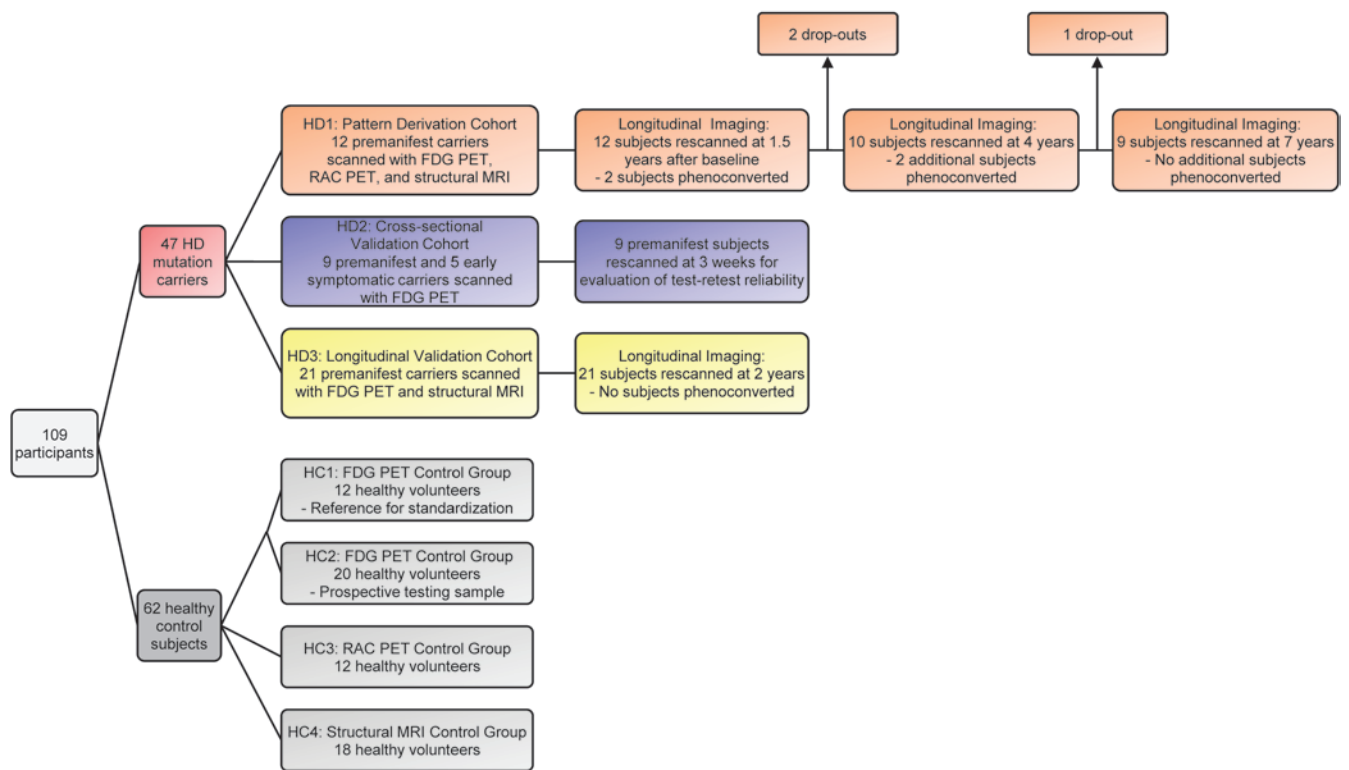 2 drop-outs
1 drop-out
HD1: Pattern Derivation Cohort
12 premanifest carriers
scanned with FDG PET,
RAC PET, and structural MRI
Longitudinal Imaging:
12 subjects rescanned at 1.5
years after baseline
- 2 subjects phenoconverted
Longitudinal Imaging:
10 subjects rescanned at 4 years
- 2 additional subjects
phenoconverted
Longitudinal Imaging:
9 subjects rescanned at 7 years
- No additional subjects
phenoconverted
47 HD
mutation
carriers
HD2: Cross-sectional
Validation Cohort
9 premanifest and 5 early
symptomatic carriers scanned
with FDG PET
9 premanifest subjects
rescanned at 3 weeks for
evaluation of test-retest reliability
HD3: Longitudinal Validation Cohort
21 premanifest carriers scanned
with FDG PET and structural MRI
Longitudinal Imaging:
21 subjects rescanned at 2 years
- No subjects phenoconverted
109
participants
HC1: FDG PET Control Group
12 healthy volunteers
- Reference for standardization
HC2: FDG PET Control Group
20 healthy volunteers
- Prospective testing sample
62 healthy
control
subjects
HC3: RAC PET Control Group
12 healthy volunteers
HC4: Structural MRI Control Group
18 healthy volunteers